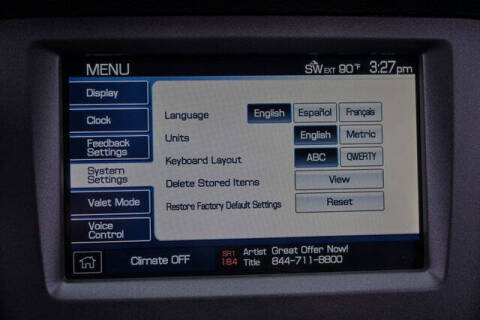 MENU
SW EXT 90°F 3:27pm
Display
Clock
Feedback
Settings
System
Settings
Valet Mode
Voice
Control
Language English Español Français
Units English Metric
Keyboard Layout ABC QWERTY
Delete Stored Items View
Restore Factory Default Settings Reset
Climate OFF
SR1
184
Artist Great Offer Now!
Title 844-711-8800